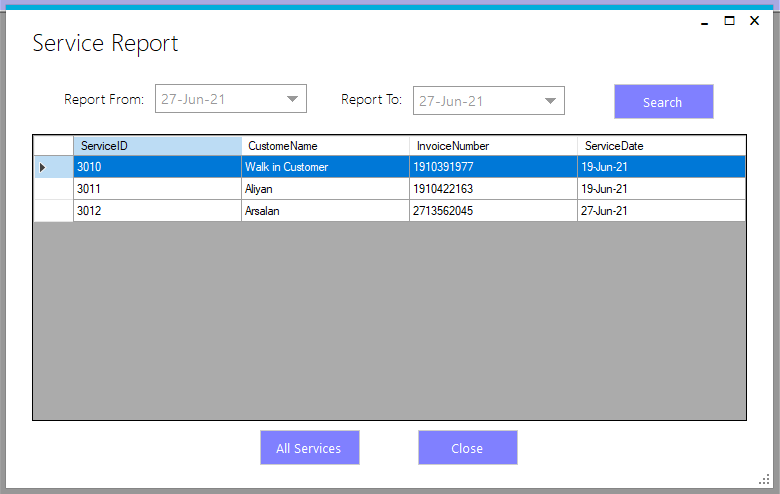 Service Report
Report From: 27-Jun-21 Report To: 27-Jun-21 Search
ServiceID CustomeName InvoiceNumber ServiceDate
3010 Walk in Customer 1910391977 19-Jun-21
3011 Aliyan 1910422163 19-Jun-21
3012 Arsalan 2713562045 27-Jun-21
All Services Close